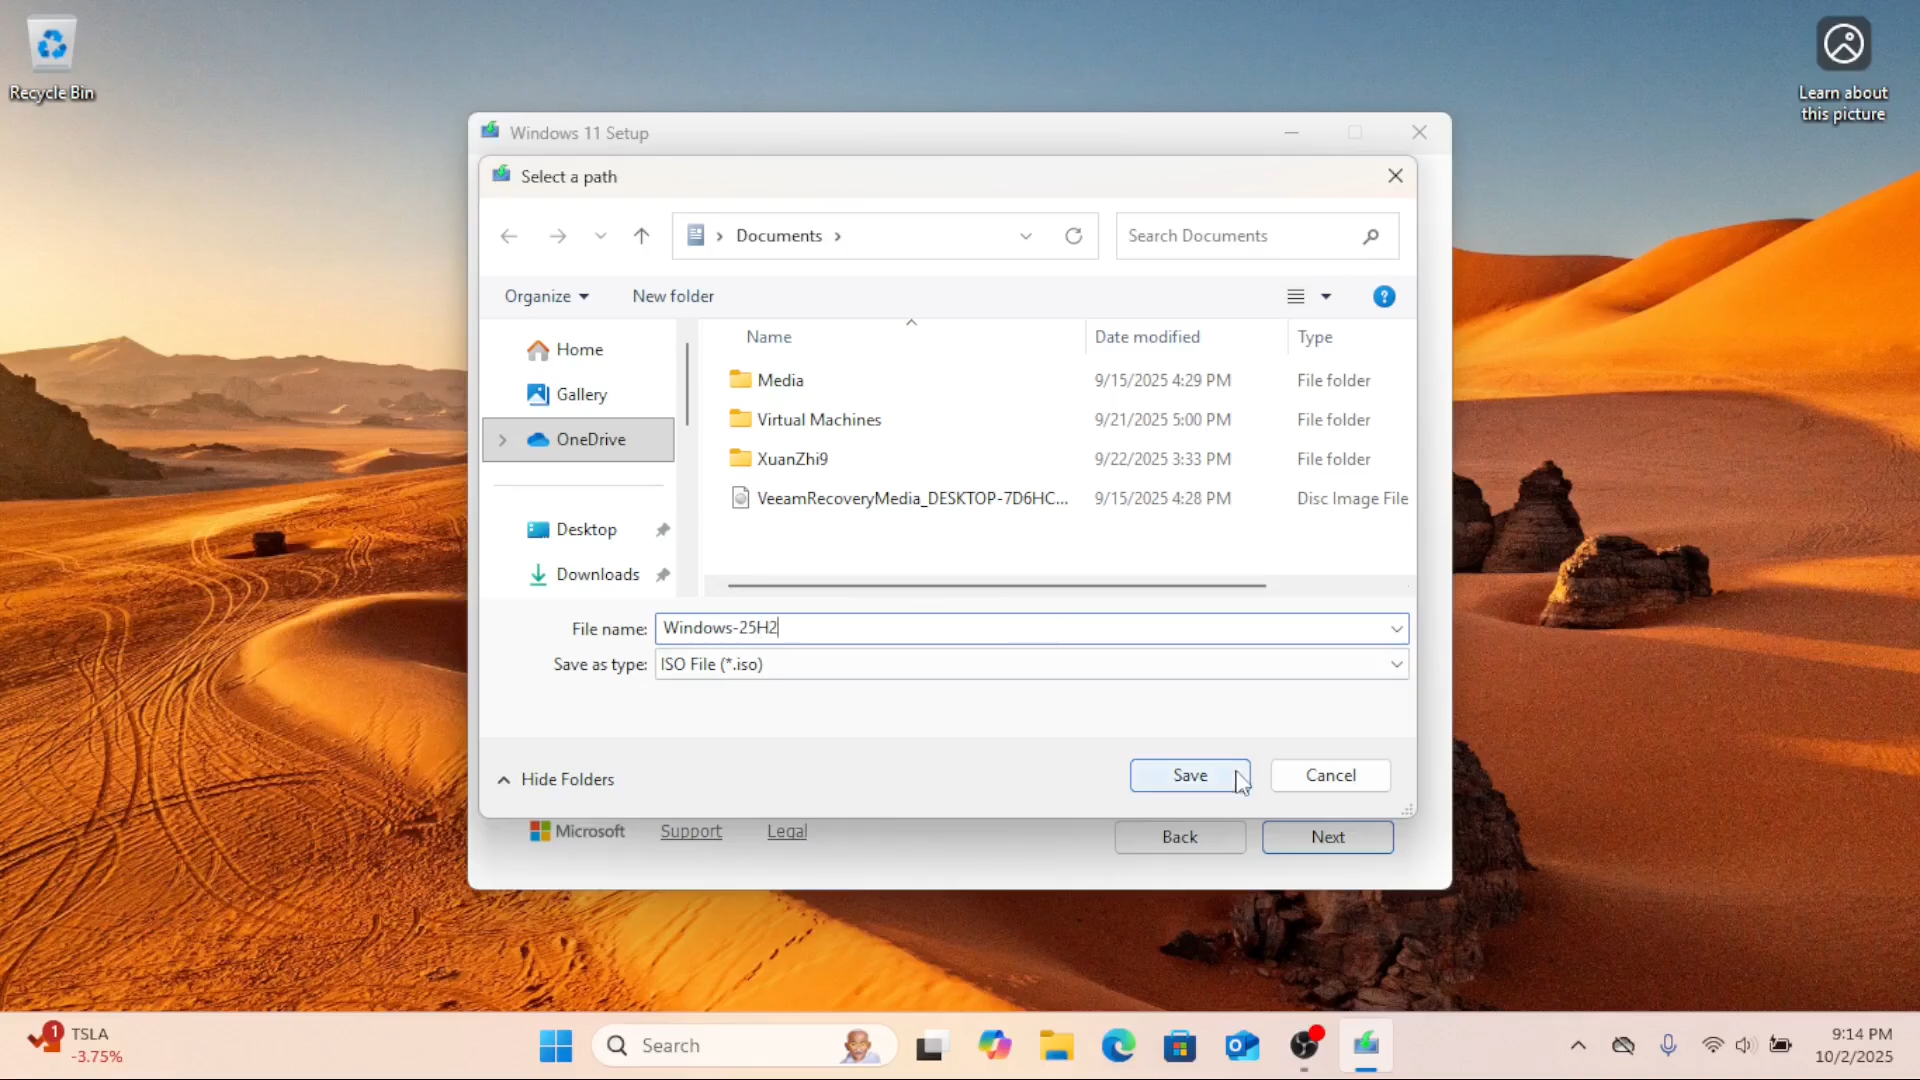 Recycle Bin
Learn about
this picture
Windows 11 Setup
Select a path
Documents
Search Documents
Organize
New folder
?
Home
Gallery
OneDrive
Desktop
Downloads
Name
Date modified
Type
Media
9/15/2025 4:29 PM
File folder
Virtual Machines
9/21/2025 5:00 PM
File folder
XuanZhi9
9/22/2025 3:33 PM
File folder
VeeamRecoveryMedia_DESKTOP-7D6HC...
9/15/2025 4:28 PM
Disc Image File
File name:
Windows-25H2
Save as type:
ISO File (*.iso)
Hide Folders
Save
Cancel
Microsoft
Support
Legal
Back
Next
1
TSLA
-3.75%
Search
9:14 PM
10/2/2025